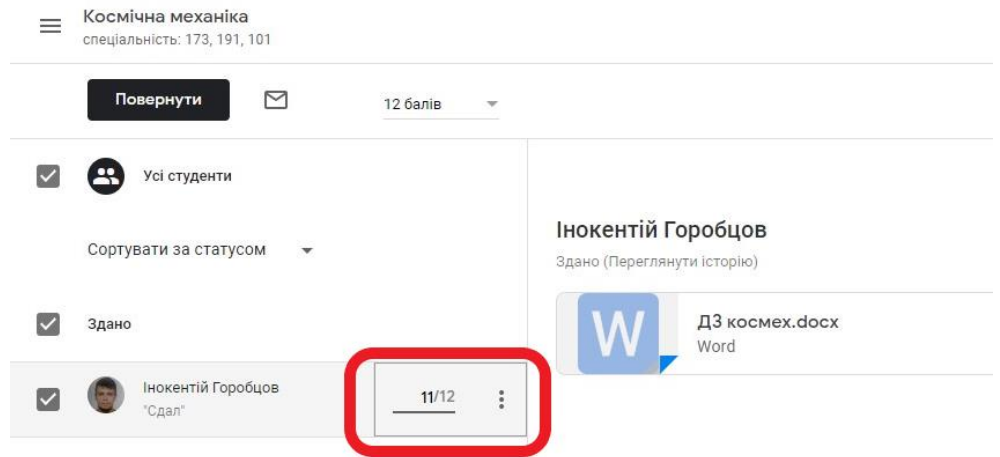 Космічна механіка
спеціальність: 173, 191, 101
Повернути
12 балів
Усі студенти
Сортувати за статусом
Здано
Інокентій Горобцов
"Сдал"
11/12
Інокентій Горобцов
Здано (Переглянути історію)
W
ДЗ космех.docx
Word